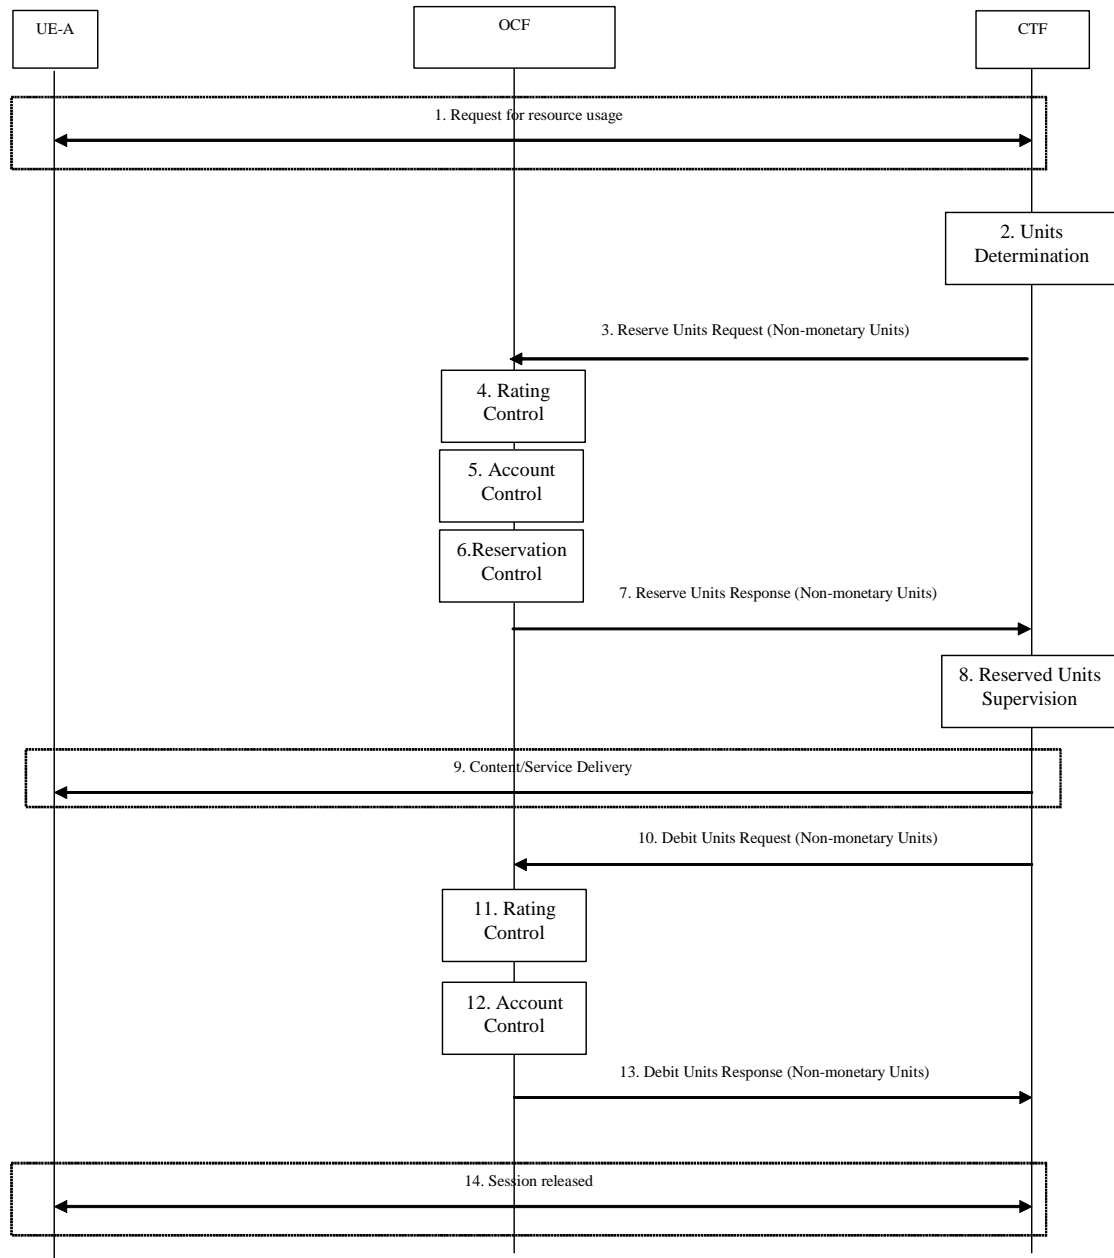 UE-A
OCF
CTF
1. Request for resource usage
2. Units
Determination
3. Reserve Units Request (Non-monetary Units)
4. Rating
Control
5. Account
Control
6.Reservation
Control
7. Reserve Units Response (Non-monetary Units)
8. Reserved Units
Supervision
9. Content/Service Delivery
10. Debit Units Request (Non-monetary Units)
11. Rating
Control
12. Account
Control
13. Debit Units Response (Non-monetary Units)
14. Session released